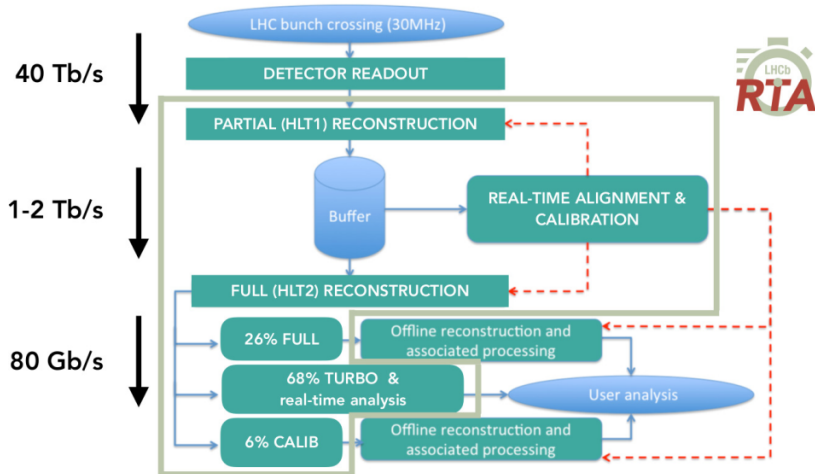 LHC bunch crossing (30MHz)
40 Tb/s
DETECTOR READOUT
LHCb
RTA
PARTIAL (HLT1) RECONSTRUCTION
1-2 Tb/s
Buffer
REAL-TIME ALIGNMENT &
CALIBRATION
FULL (HLT2) RECONSTRUCTION
80 Gb/s
26% FULL
Offline reconstruction and
associated processing
68% TURBO &
real-time analysis
User analysis
6% CALIB
Offline reconstruction and
associated processing